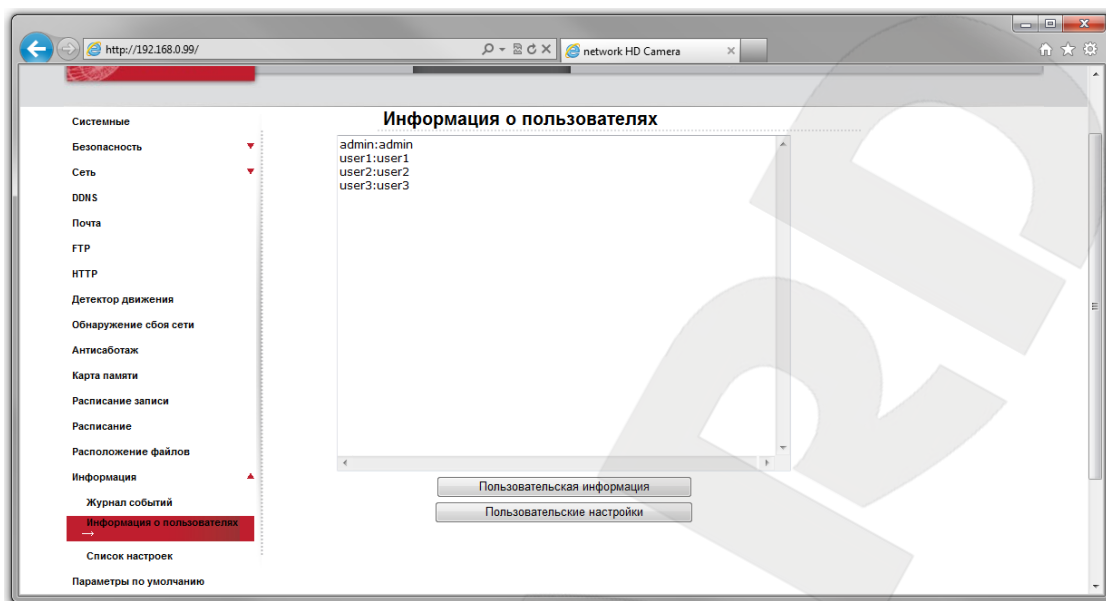 http://192.168.0.99/
network HD Camera
Системные
Безопасность
Сеть
DDNS
Почта
FTP
HTTP
Детектор движения
Обнаружение сбоя сети
Антисаботаж
Карта памяти
Расписание записи
Расписание
Расположение файлов
Информация
Журнал событий
Информация о пользователях
→
Список настроек
Параметры по умолчанию
Информация о пользователях
admin:admin
user1:user1
user2:user2
user3:user3
Пользовательская информация
Пользовательские настройки
RD